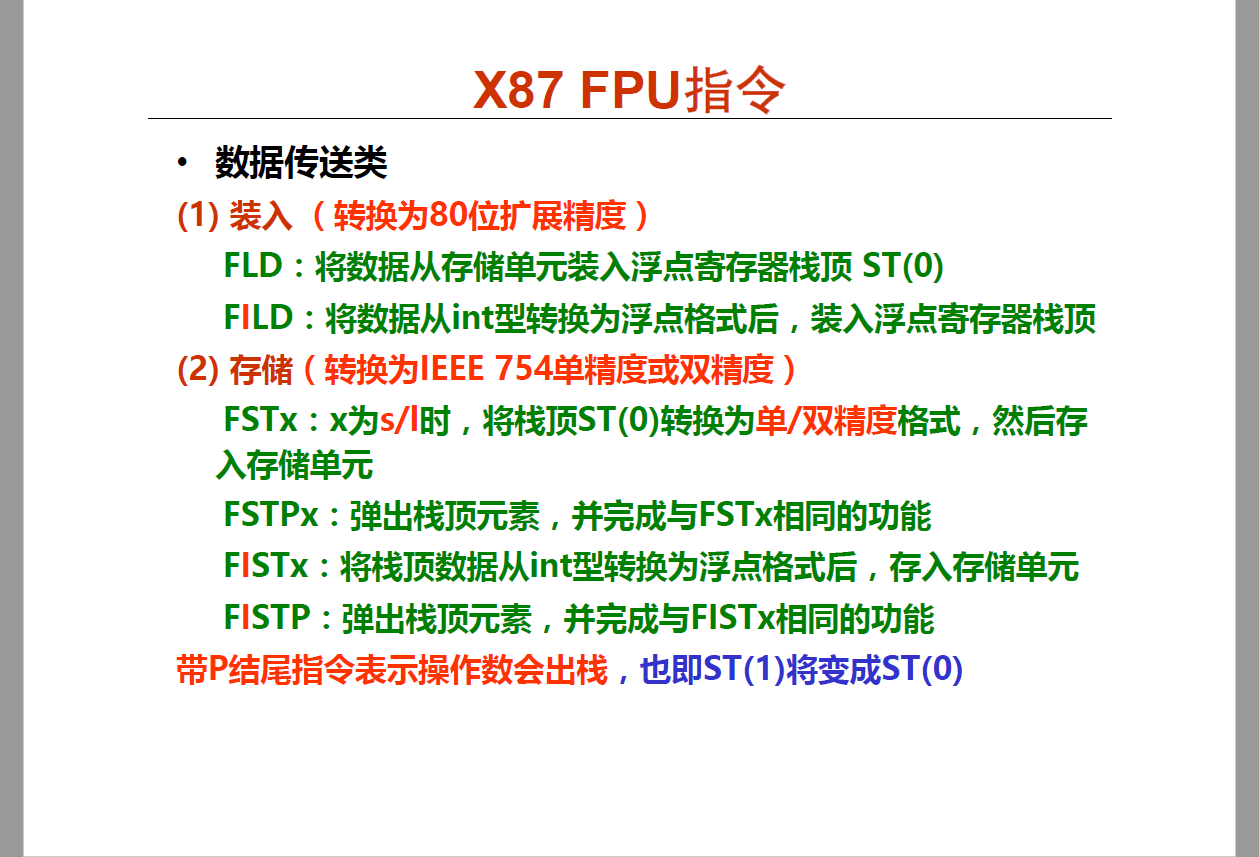 X87 FPU指令
• 数据传送类
(1) 装入 （转换为80位扩展精度）
FLD：将数据从存储单元装入浮点寄存器栈顶 ST(0)
FILD：将数据从int型转换为浮点格式后，装入浮点寄存器栈顶
(2) 存储（转换为IEEE 754单精度或双精度）
FSTx：x为s/l时，将栈顶ST(0)转换为单/双精度格式，然后存
入存储单元
FSTPx：弹出栈顶元素，并完成与FSTx相同的功能
FISTx：将栈顶数据从int型转换为浮点格式后，存入存储单元
FISTP：弹出栈顶元素，并完成与FISTx相同的功能
带P结尾指令表示操作数会出栈，也即ST(1)将变成ST(0)